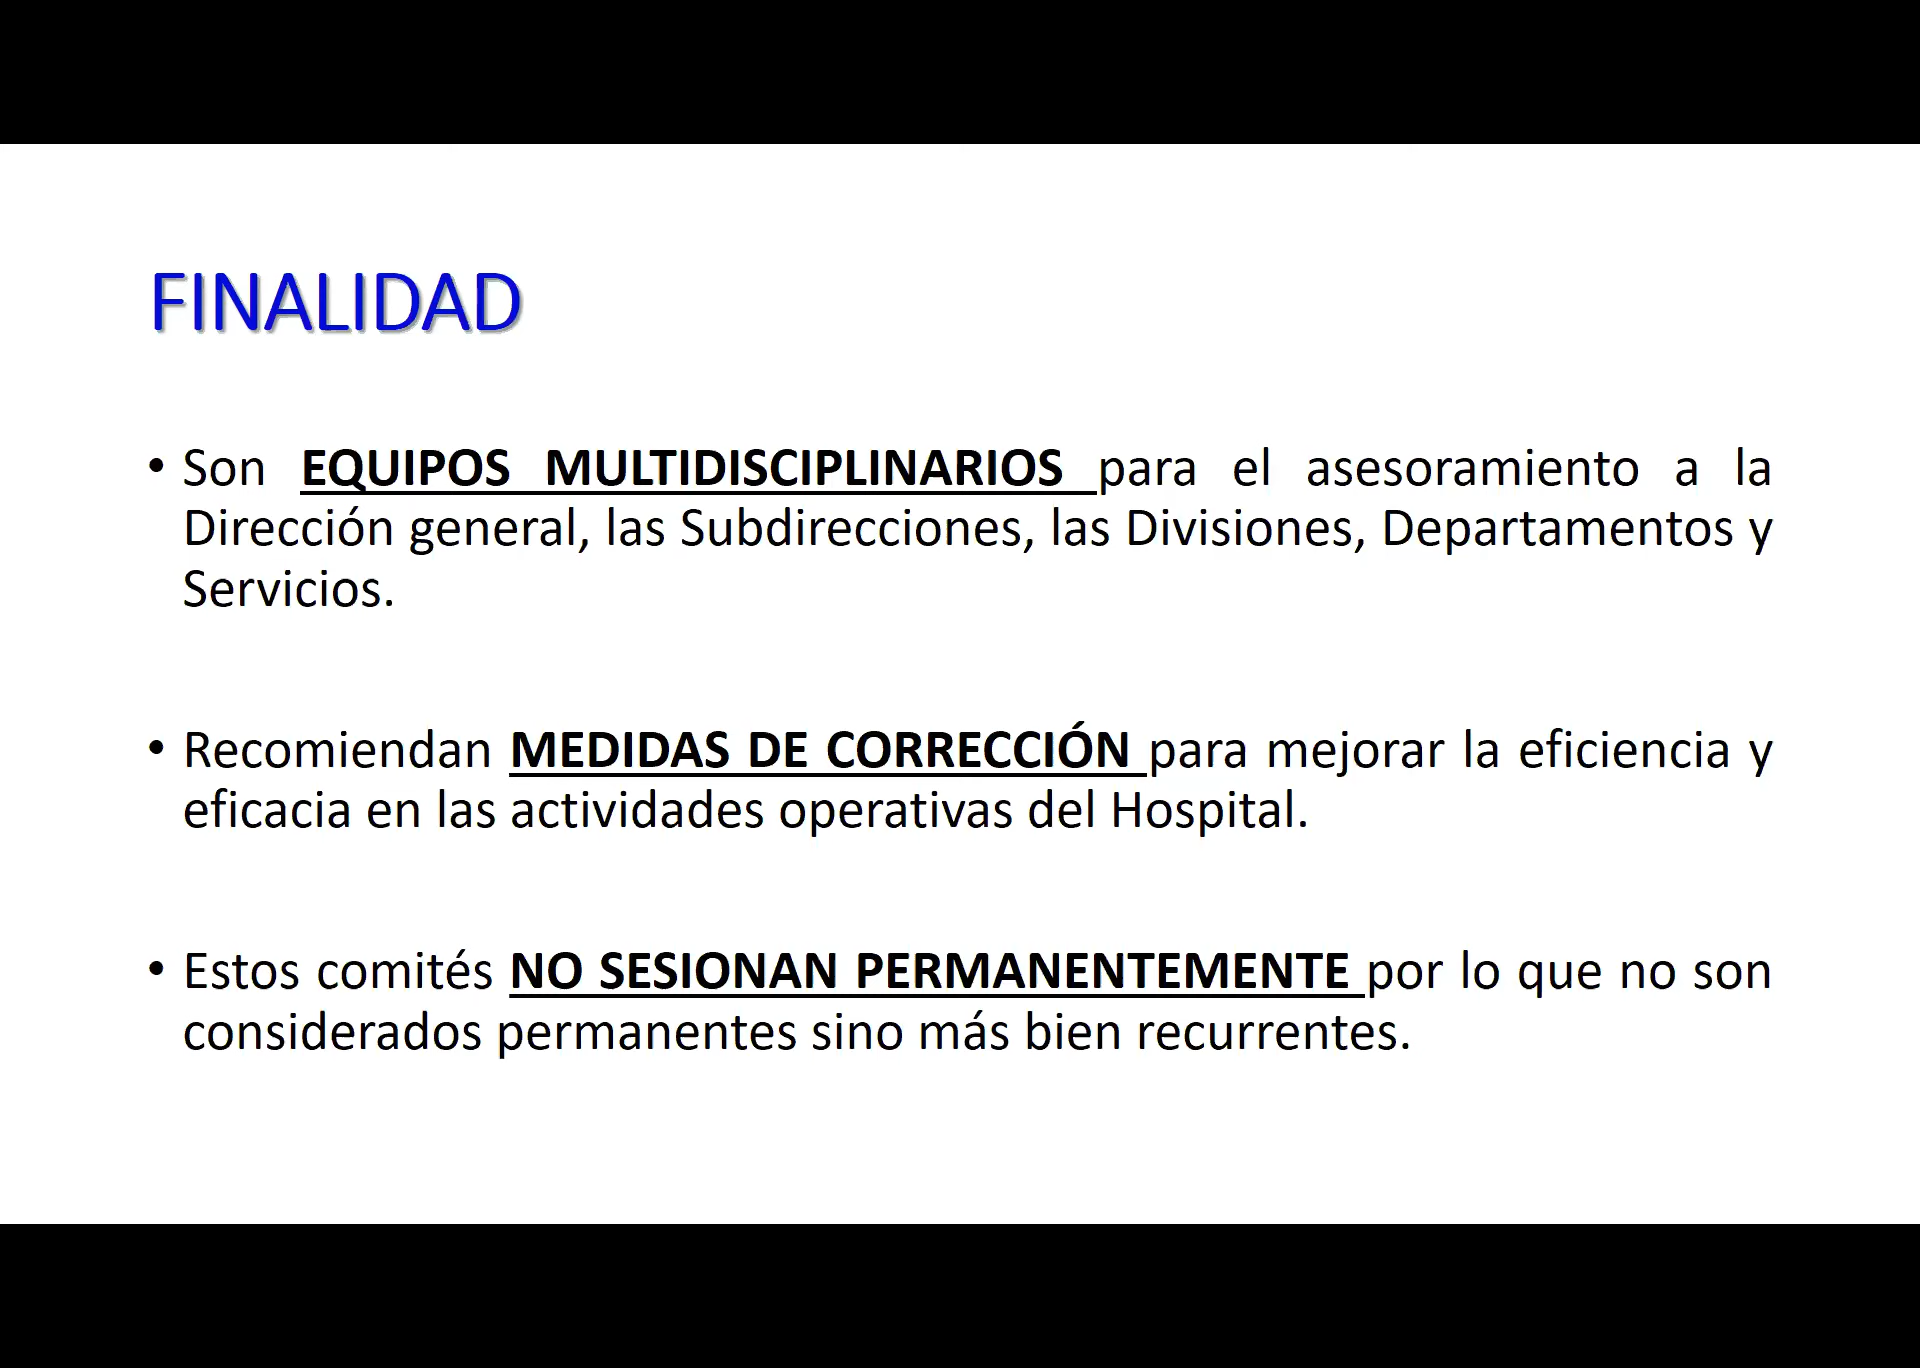 FINALIDAD
• Son EQUIPOS MULTIDISCIPLINARIOS para el asesoramiento a la
Dirección general, las Subdirecciones, las Divisiones, Departamentos y
Servicios.
• Recomiendan MEDIDAS DE CORRECCIÓN para mejorar la eficiencia y
eficacia en las actividades operativas del Hospital.
• Estos comités NO SESIONAN PERMANENTEMENTE por lo que no son
considerados permanentes sino más bien recurrentes.